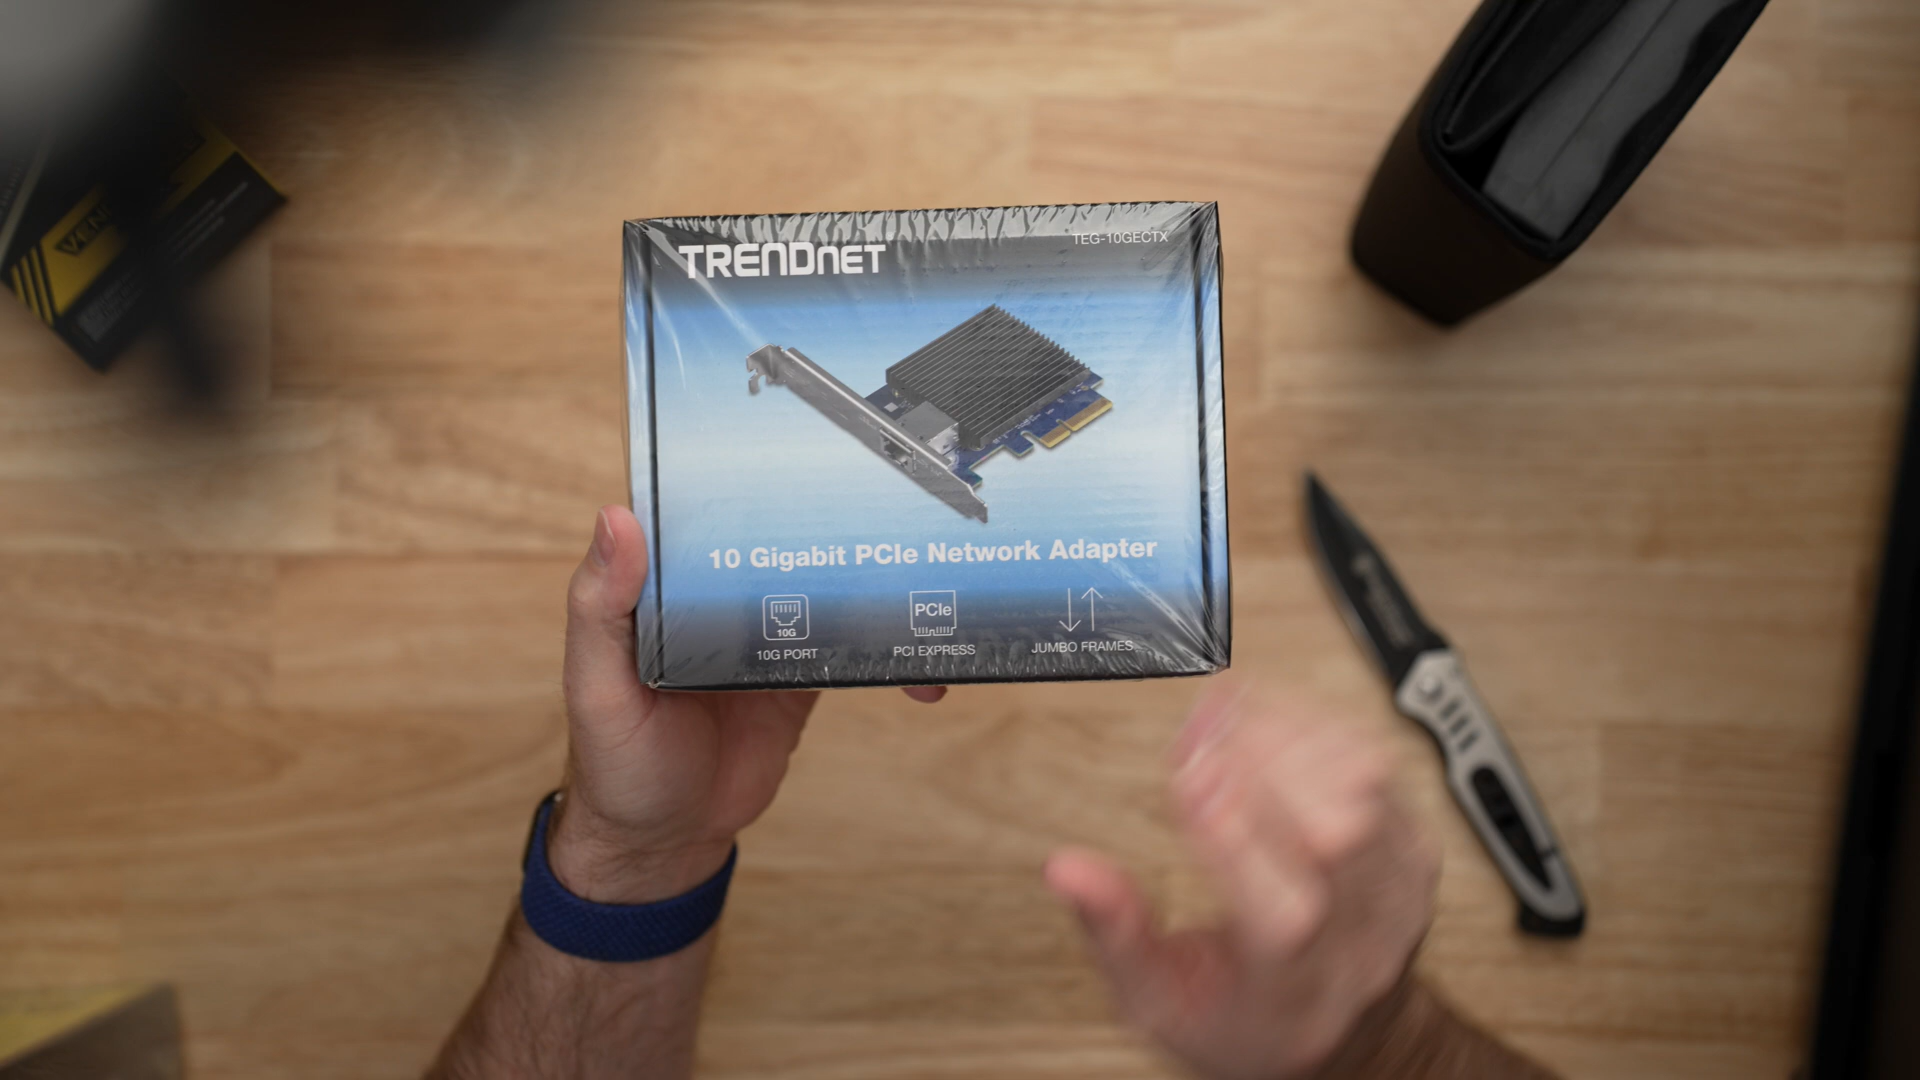 TRENDNET
TEG-10GECTX
10 Gigabit PCIe Network Adapter
10G
PCIe
10G PORT
PCI EXPRESS
JUMBO FRAMES